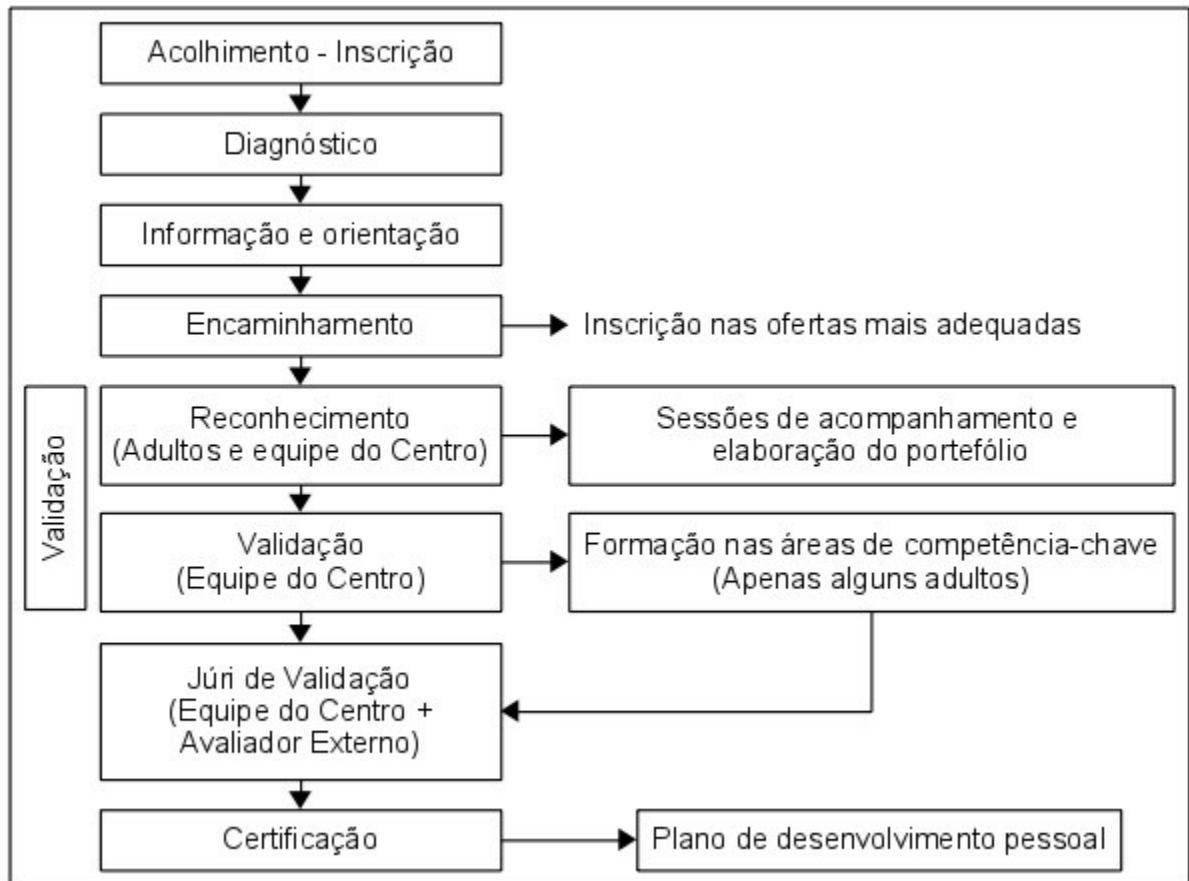 Acolhimento - Inscrição
Diagnóstico
Informação e orientação
Encaminhamento
Inscrição nas ofertas mais adequadas
Validação
Reconhecimento
(Adultos e equipe do Centro)
Sessões de acompanhamento e
elaboração do portefólio
Validação
(Equipe do Centro)
Formação nas áreas de competência-chave
(Apenas alguns adultos)
Júri de Validação
(Equipe do Centro +
Avaliador Externo)
Certificação
Plano de desenvolvimento pessoal